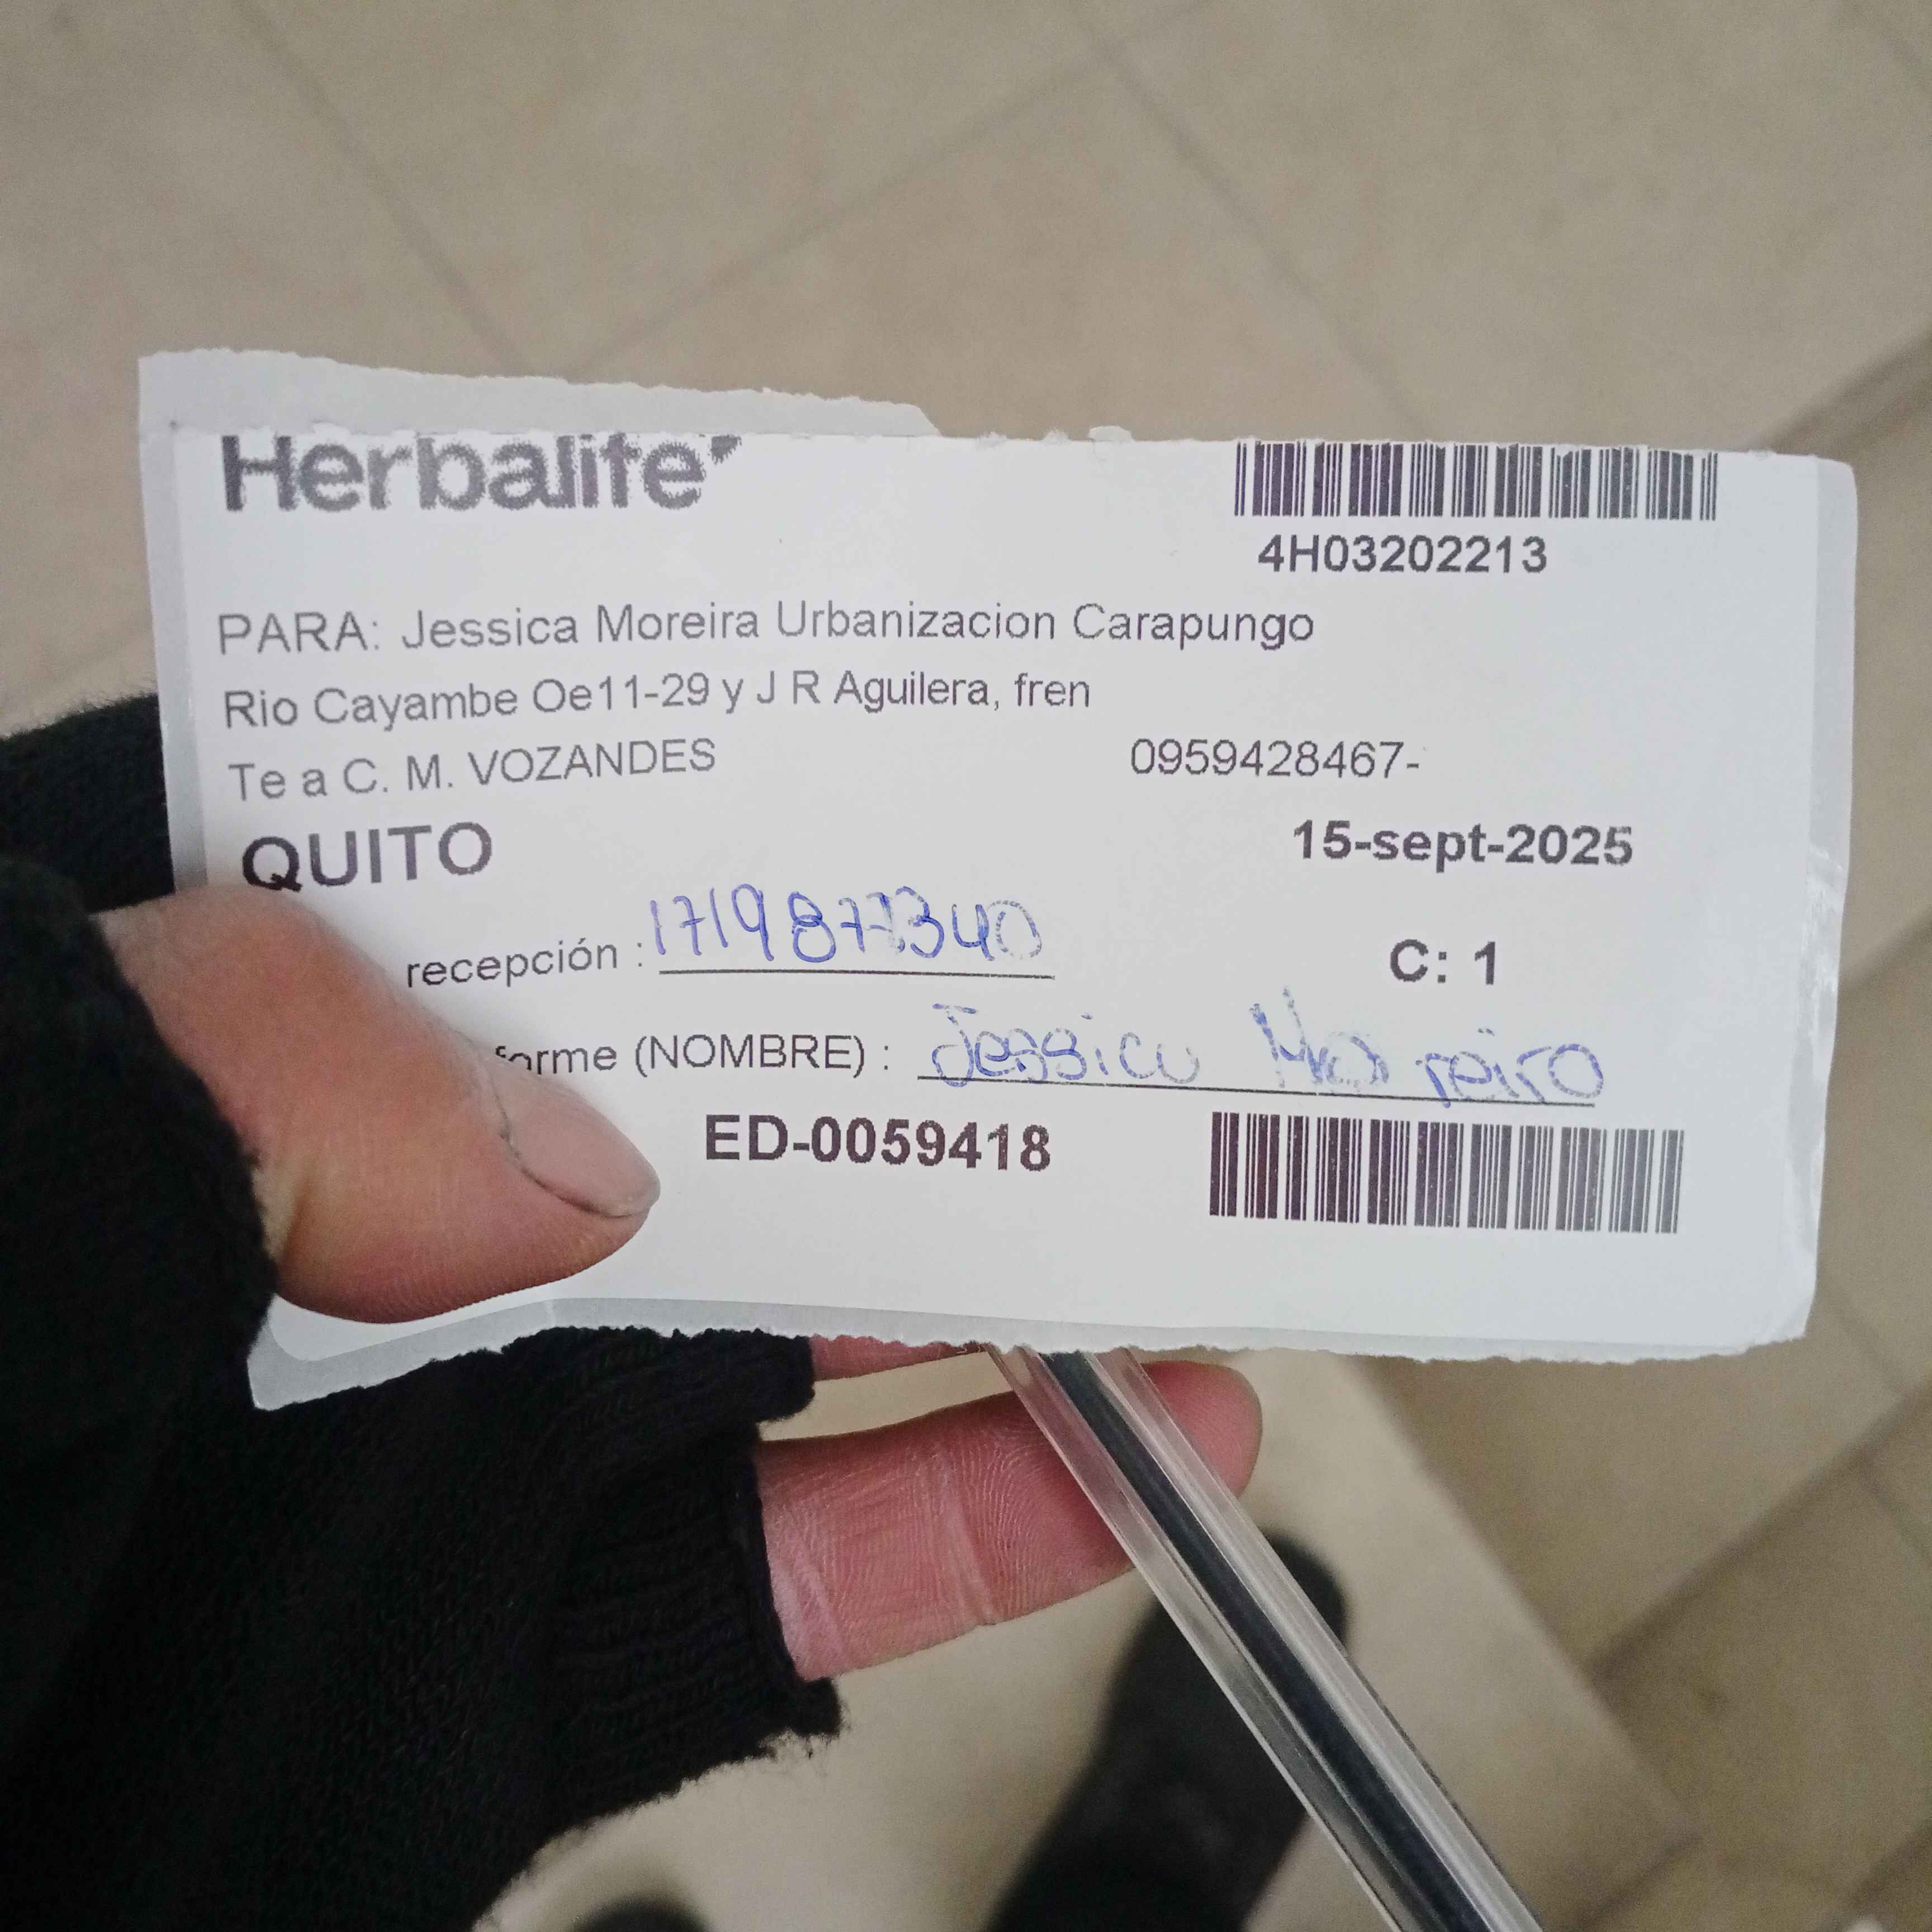 Herbalife
4H03202213
PARA: Jessica Moreira Urbanizacion Carapungo
Rio Cayambe Oe11-29 y J R Aguilera, fren
Te a C. M. VOZANDES
0959428467-
QUITO
15-sept-2025
recepción : 1719877340
C: 1
forme (NOMBRE) : Jessica Moreira
ED-0059418